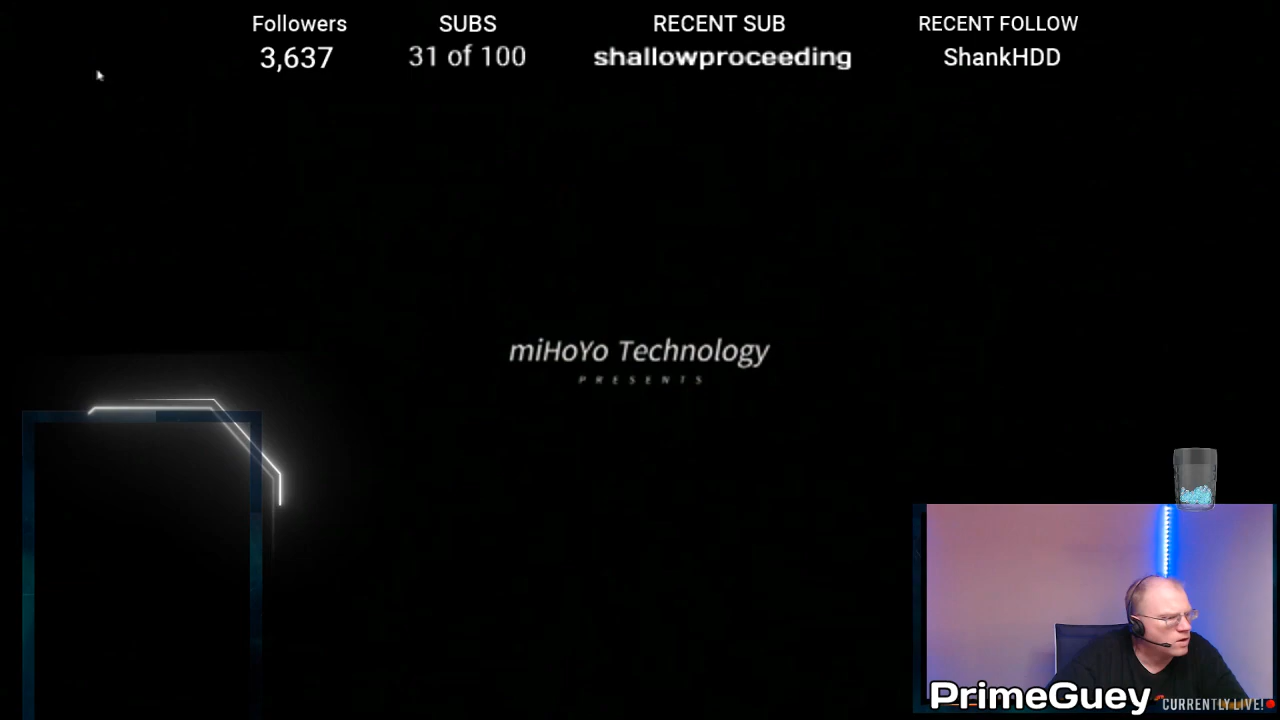 Followers
3,637
SUBS
31 of 100
RECENT SUB
shallowproceeding
RECENT FOLLOW
ShankHDD
miHoYo Technology
PRESENTS
PrimeGuey
CURRENTLY LIVE!